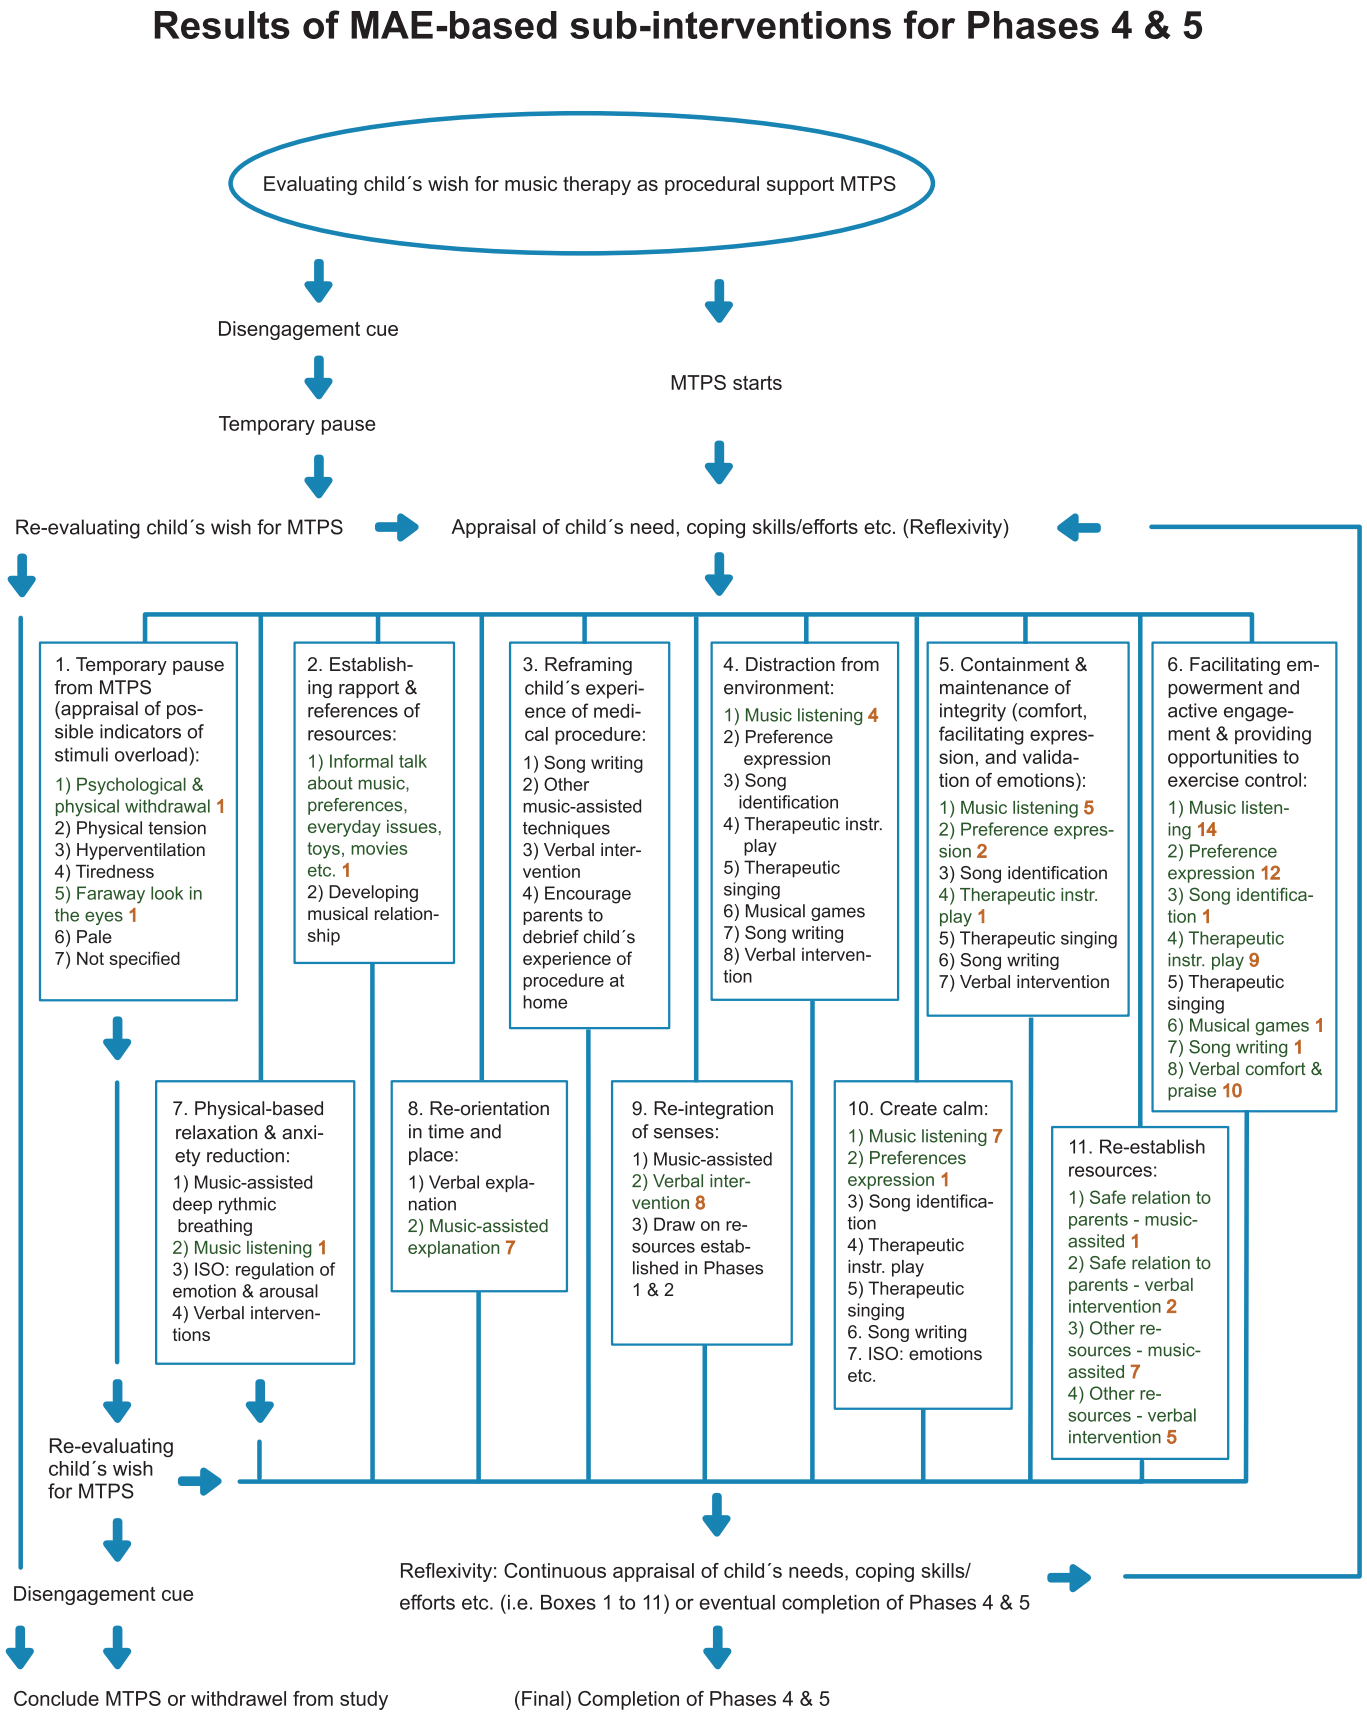 Results of MAE-based sub-interventions for Phases 4 & 5
Evaluating child´s wish for music therapy as procedural support MTPS
Disengagement cue
Temporary pause
MTPS starts
Re-evaluating child´s wish for MTPS
Appraisal of child´s need, coping skills/efforts etc. (Reflexivity)
1. Temporary pause
from MTPS
(appraisal of pos-
sible indicators of
stimuli overload):
1) Psychological &
physical withdrawal 1
2) Physical tension
3) Hyperventilation
4) Tiredness
5) Faraway look in
the eyes 1
6) Pale
7) Not specified
2. Establish-
ing rapport &
references of
resources:
1) Informal talk
about music,
preferences,
everyday issues,
toys, movies
etc. 1
2) Developing
musical relation-
ship
3. Reframing
child´s experi-
ence of medi-
cal procedure:
1) Song writing
2) Other
music-assisted
techniques
3) Verbal inter-
vention
4) Encourage
parents to
debrief child´s
experience of
procedure at
home
4. Distraction from
environment:
1) Music listening 4
2) Preference
expression
3) Song
identification
4) Therapeutic instr.
play
5) Therapeutic
singing
6) Musical games
7) Song writing
8) Verbal interven-
tion
5. Containment &
maintenance of
integrity (comfort,
facilitating expres-
sion, and valida-
tion of emotions):
1) Music listening 5
2) Preference expres-
sion 2
3) Song identification
4) Therapeutic instr.
play 1
5) Therapeutic singing
6) Song writing
7) Verbal intervention
6. Facilitating em-
powerment and
active engage-
ment & providing
opportunities to
exercise control:
1) Music listen-
ing 14
2) Preference
expression 12
3) Song identifica-
tion 1
4) Therapeutic
instr. play 9
5) Therapeutic
singing
6) Musical games 1
7) Song writing 1
8) Verbal comfort &
praise 10
7. Physical-based
relaxation & anxi-
ety reduction:
1) Music-assisted
deep rythmic
breathing
2) Music listening 1
3) ISO: regulation of
emotion & arousal
4) Verbal interven-
tions
8. Re-orientation
in time and
place:
1) Verbal expla-
nation
2) Music-assisted
explanation 7
9. Re-integration
of senses:
1) Music-assisted
2) Verbal inter-
vention 8
3) Draw on re-
sources estab-
lished in Phases
1 & 2
10. Create calm:
1) Music listening 7
2) Preferences
expression 1
3) Song identifica-
tion
4) Therapeutic
instr. play
5) Therapeutic
singing
6. Song writing
7. ISO: emotions
etc.
11. Re-establish
resources:
1) Safe relation to
parents - music-
assited 1
2) Safe relation to
parents - verbal
intervention 2
3) Other re-
sources - music-
assited 7
4) Other re-
sources - verbal
intervention 5
Re-evaluating
child´s wish
for MTPS
Disengagement cue
Reflexivity: Continuous appraisal of child´s needs, coping skills/
efforts etc. (i.e. Boxes 1 to 11) or eventual completion of Phases 4 & 5
Conclude MTPS or withdrawel from study
(Final) Completion of Phases 4 & 5